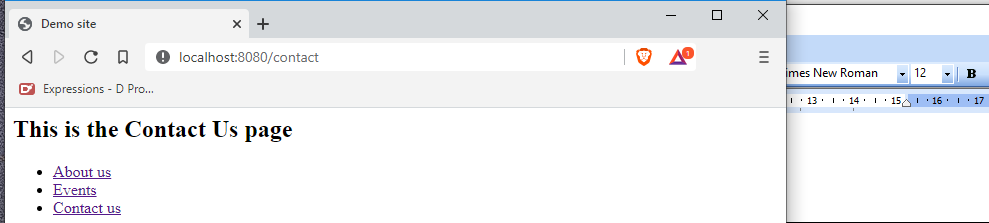 Demo site
localhost:8080/contact
1
Expressions - D Pro...
This is the Contact Us page
About us
Events
Contact us
imes New Roman 12 B
13 14 15 16 17